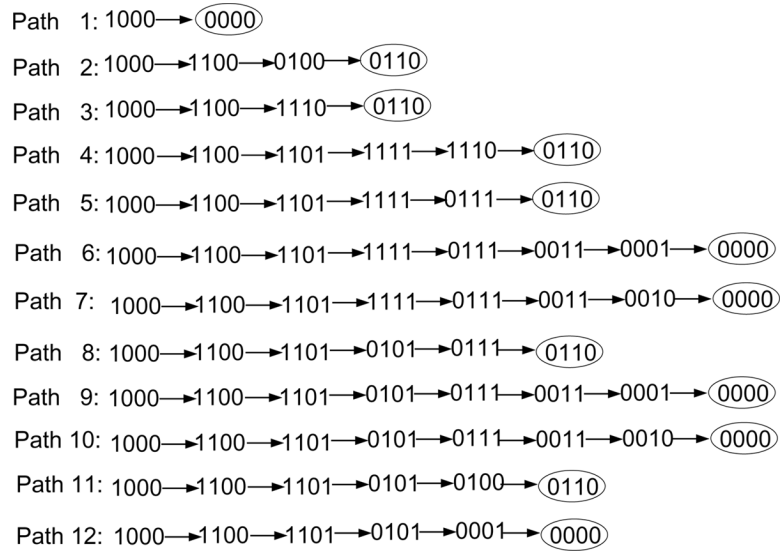 Path 1: 1000→0000
Path 2: 1000→1100→0100→0110
Path 3: 1000→1100→1110→0110
Path 4: 1000→1100→1101→1111→1110→0110
Path 5: 1000→1100→1101→1111→0111→0110
Path 6: 1000→1100→1101→1111→0111→0011→0001→0000
Path 7: 1000→1100→1101→1111→0111→0011→0010→0000
Path 8: 1000→1100→1101→0101→0111→0110
Path 9: 1000→1100→1101→0101→0111→0011→0001→0000
Path 10: 1000→1100→1101→0101→0111→0011→0010→0000
Path 11: 1000→1100→1101→0101→0100→0110
Path 12: 1000→1100→1101→0101→0001→0000